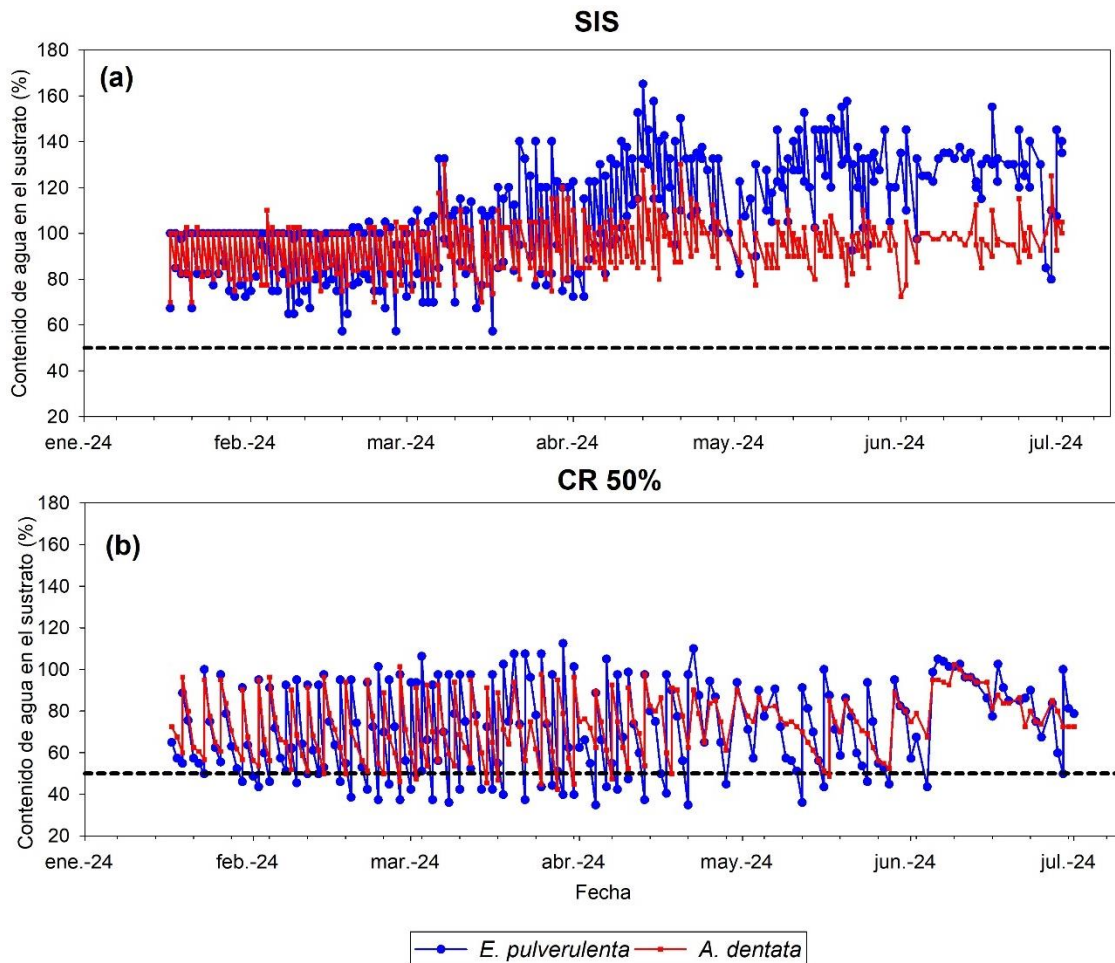 SIS
(a)
Contenido de agua en el sustrato (%)
180
160
140
120
100
80
60
40
20
ene.-24 feb.-24 mar.-24 abr.-24 may.-24 jun.-24 jul.-24
CR 50%
(b)
Contenido de agua en el sustrato (%)
180
160
140
120
100
80
60
40
20
ene.-24 feb.-24 mar.-24 abr.-24 may.-24 jun.-24 jul.-24
Fecha
E. pulverulenta A. dentata